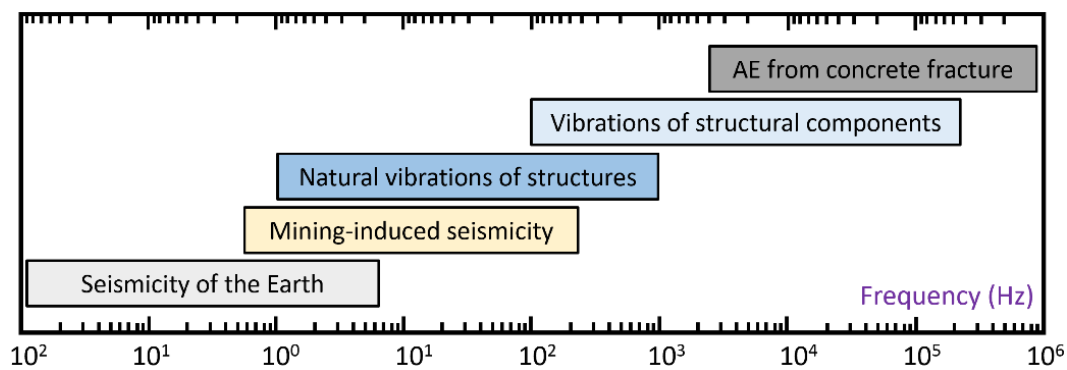 AE from concrete fracture
Vibrations of structural components
Natural vibrations of structures
Mining-induced seismicity
Seismicity of the Earth
Frequency (Hz)
10² 10¹ 10⁰ 10¹ 10² 10³ 10⁴ 10⁵ 10⁶